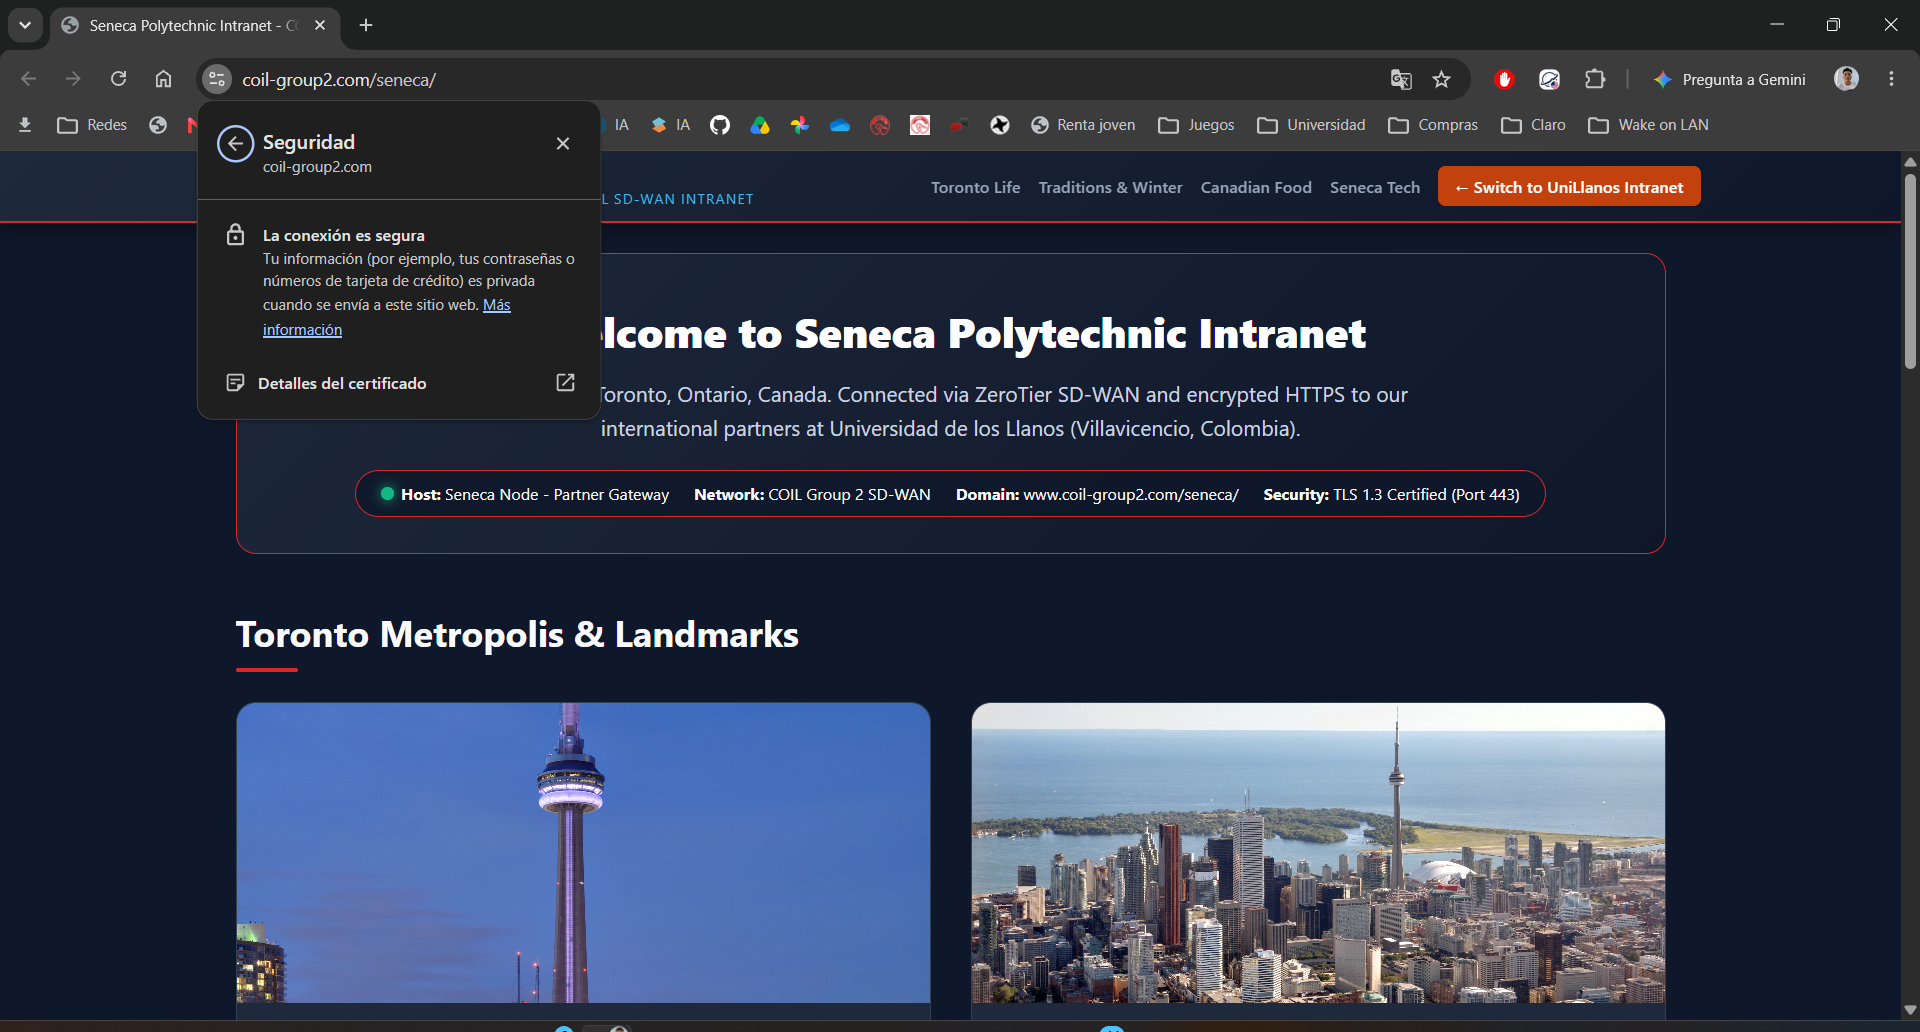 Seneca Polytechnic Intranet - CO
coil-group2.com/seneca/
Pregunta a Gemini
Redes
IA
IA
Renta joven
Juegos
Universidad
Compras
Claro
Wake on LAN
Seguridad
coil-group2.com
La conexión es segura
Tu información (por ejemplo, tus contraseñas o
números de tarjeta de crédito) es privada
cuando se envía a este sitio web. Más
información
Detalles del certificado
L SD-WAN INTRANET
Toronto Life
Traditions & Winter
Canadian Food
Seneca Tech
← Switch to UniLlanos Intranet
elcome to Seneca Polytechnic Intranet
Toronto, Ontario, Canada. Connected via ZeroTier SD-WAN and encrypted HTTPS to our
international partners at Universidad de los Llanos (Villavicencio, Colombia).
Host: Seneca Node - Partner Gateway
Network: COIL Group 2 SD-WAN
Domain: www.coil-group2.com/seneca/
Security: TLS 1.3 Certified (Port 443)
Toronto Metropolis & Landmarks